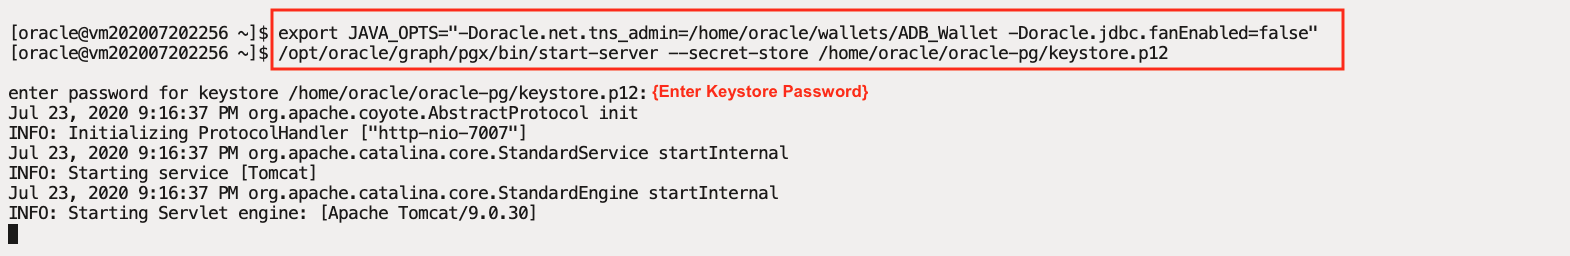 [oracle@vm202007202256 ~]$ export JAVA_OPTS="-Doracle.net.tns_admin=/home/oracle/wallets/ADB_Wallet -Doracle.jdbc.fanEnabled=false"
[oracle@vm202007202256 ~]$ /opt/oracle/graph/pgx/bin/start-server --secret-store /home/oracle/oracle-pg/keystore.p12
enter password for keystore /home/oracle/oracle-pg/keystore.p12: {Enter Keystore Password}
Jul 23, 2020 9:16:37 PM org.apache.coyote.AbstractProtocol init
INFO: Initializing ProtocolHandler ["http-nio-7007"]
Jul 23, 2020 9:16:37 PM org.apache.catalina.core.StandardService startInternal
INFO: Starting service [Tomcat]
Jul 23, 2020 9:16:37 PM org.apache.catalina.core.StandardEngine startInternal
INFO: Starting Servlet engine: [Apache Tomcat/9.0.30]